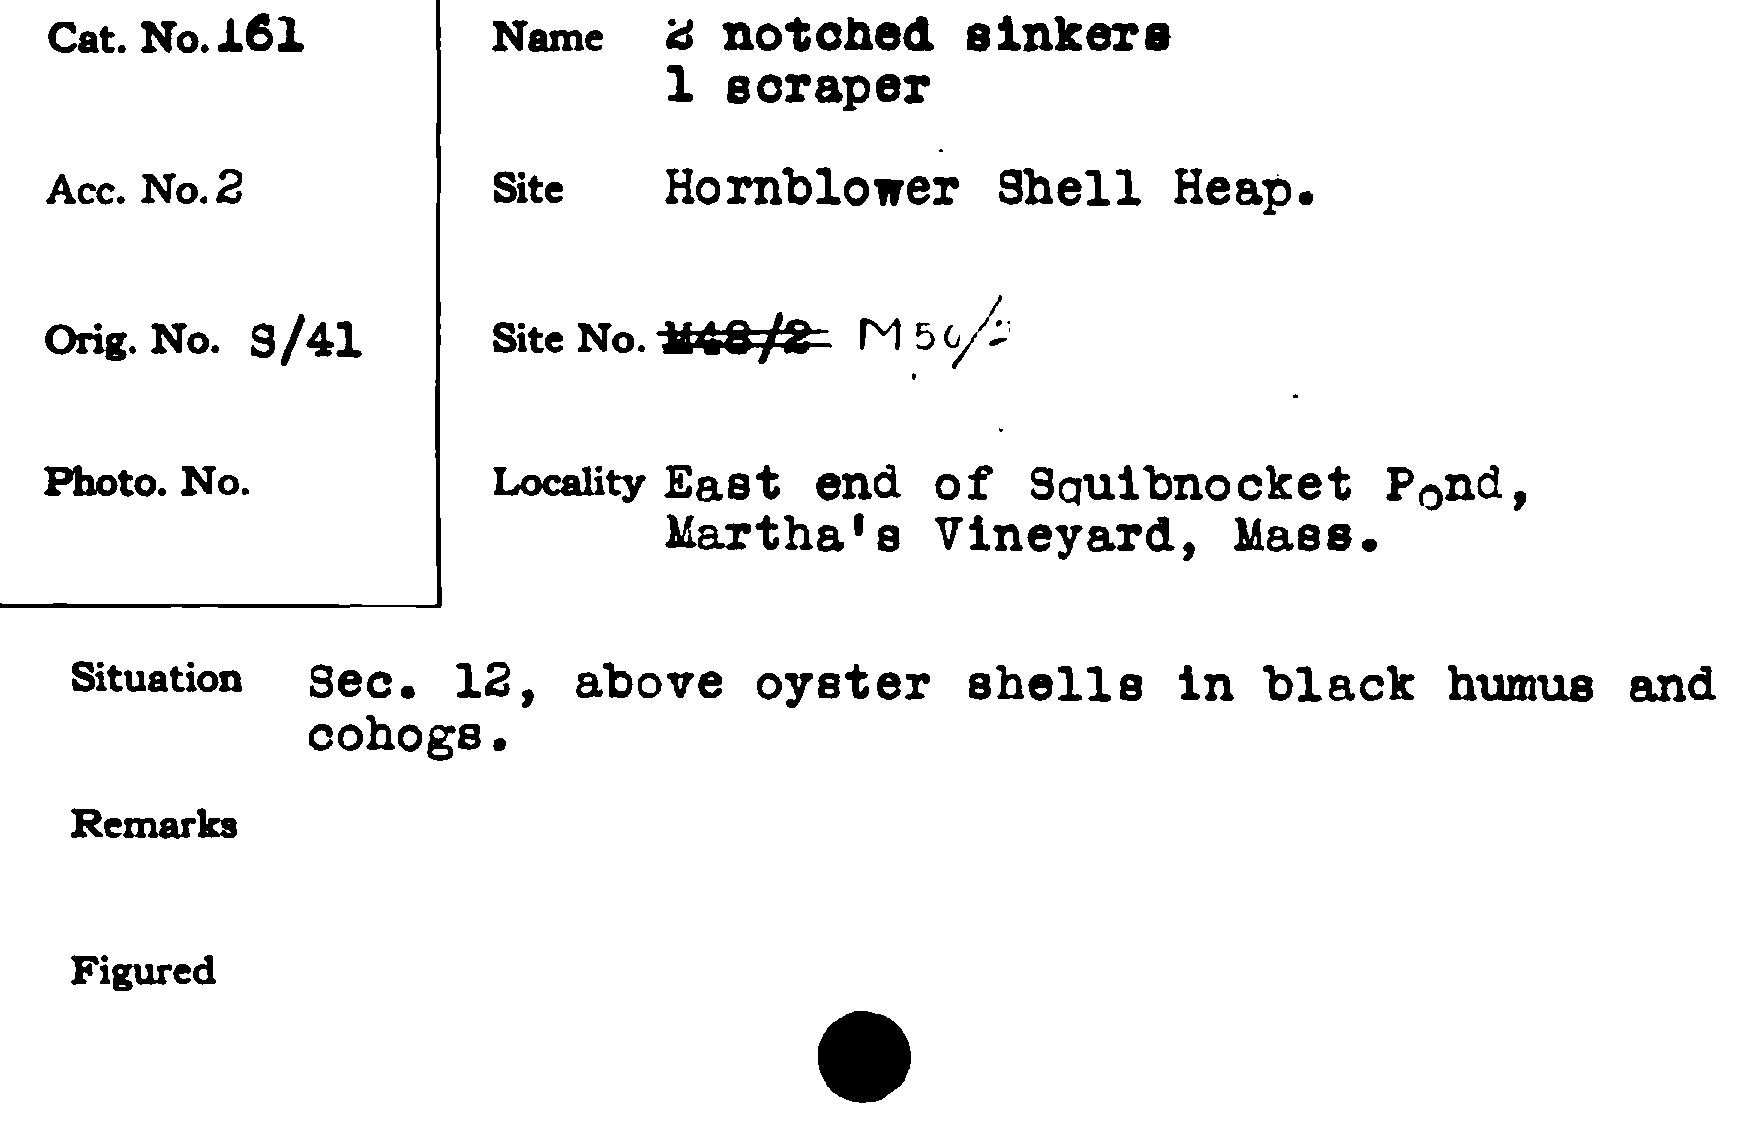 Cat. No. 161
Name 2 notched sinkers
1 scraper
Acc. No. 2
Site Hornblower Shell Heap.
Orig. No. S/41
Site No. M48/2 M50/2
Photo. No.
Locality East end of Squibnocket Pond,
Martha's Vineyard, Mass.
Situation Sec. 12, above oyster shells in black humus and
cohogs.
Remarks
Figured